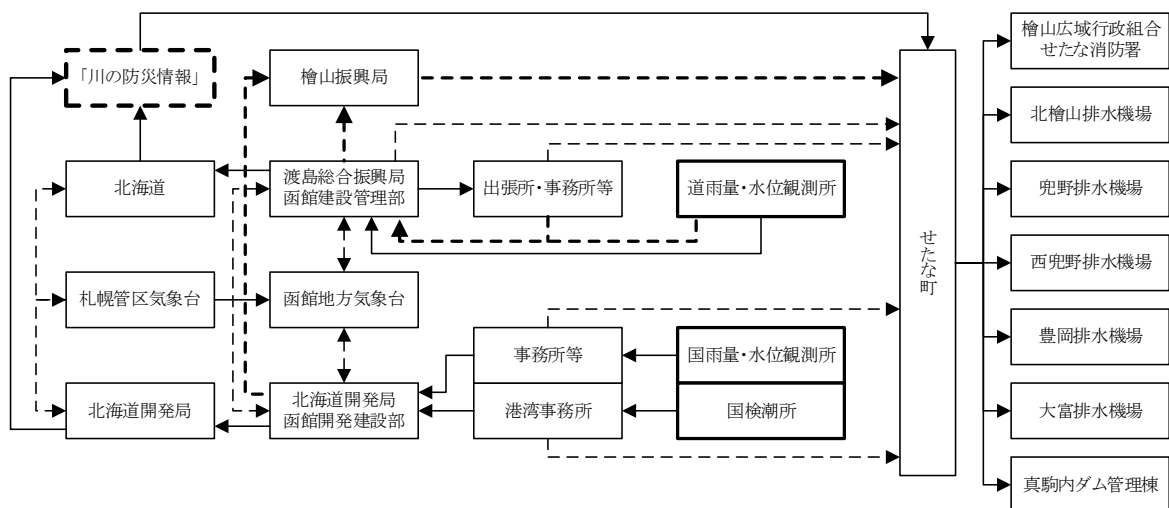 「川の防災情報」
檜山振興局
檜山広域行政組合
せたな消防署
北檜山排水機場
北海道
渡島総合振興局
函館建設管理部
出張所・事務所等
道雨量・水位観測所
兜野排水機場
せたな町
札幌管区気象台
函館地方気象台
西兜野排水機場
事務所等
国雨量・水位観測所
豊岡排水機場
北海道開発局
北海道開発局
函館開発建設部
港湾事務所
国検潮所
大富排水機場
真駒内ダム管理棟